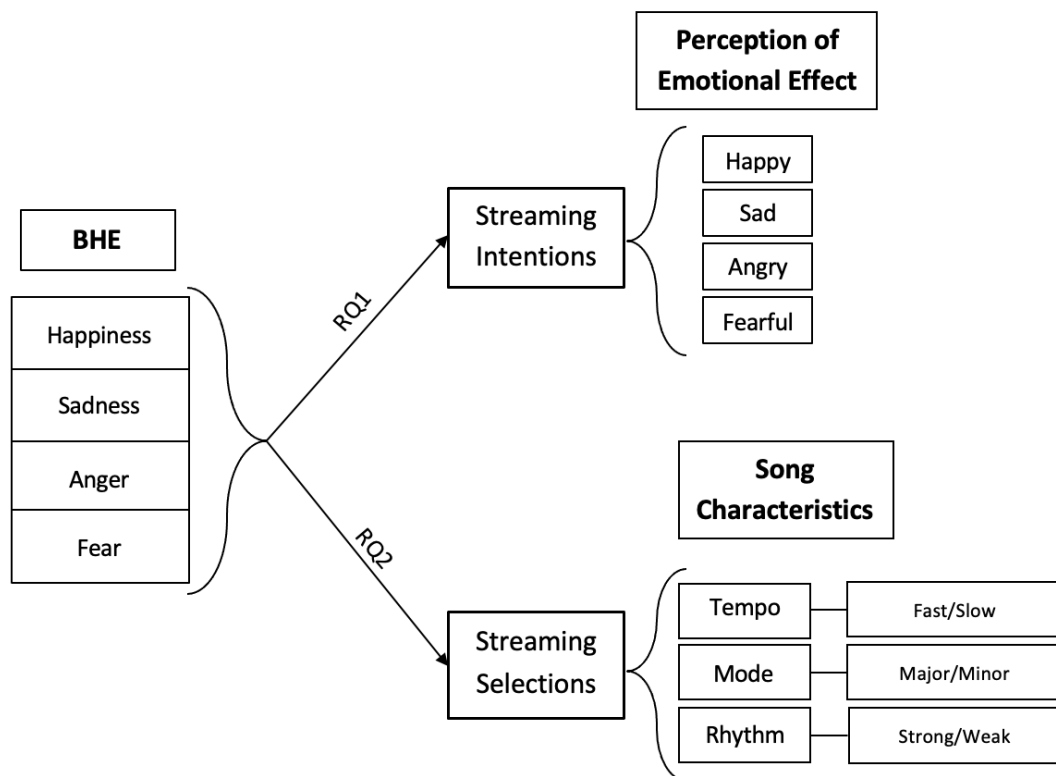 Perception of
Emotional Effect
Happy
Sad
Angry
Fearful
Streaming
Intentions
BHE
Happiness
Sadness
Anger
Fear
RQ1
RQ2
Song
Characteristics
Streaming
Selections
Tempo
Fast/Slow
Mode
Major/Minor
Rhythm
Strong/Weak